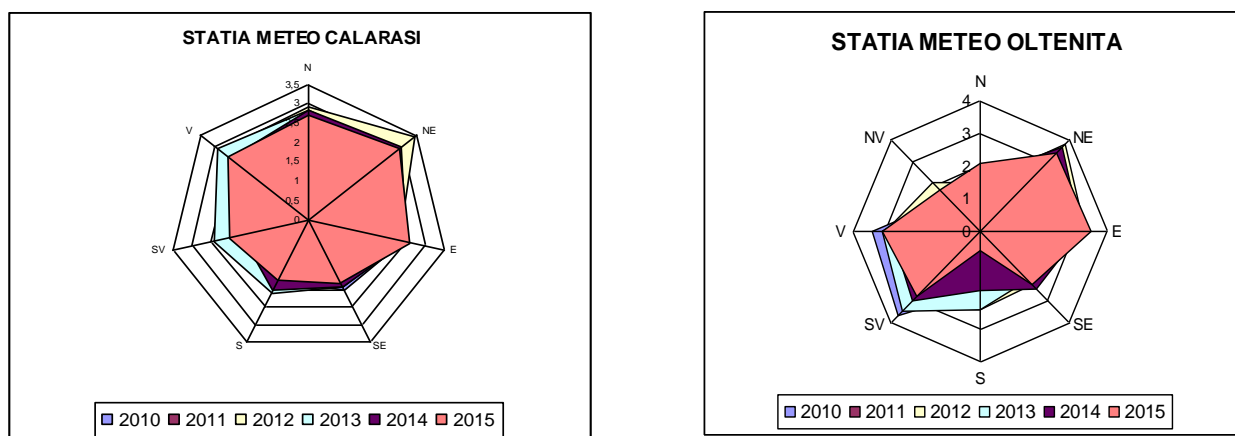 STATIA METEO CALARASI
N
3,5
3
2,5
2
1,5
1
0,5
0
V
NE
SV
E
S
SE
2010 2011 2012 2013 2014 2015
STATIA METEO OLTENITA
N
4
3
2
1
0
NV
NE
V
E
SV
SE
S
2010 2011 2012 2013 2014 2015